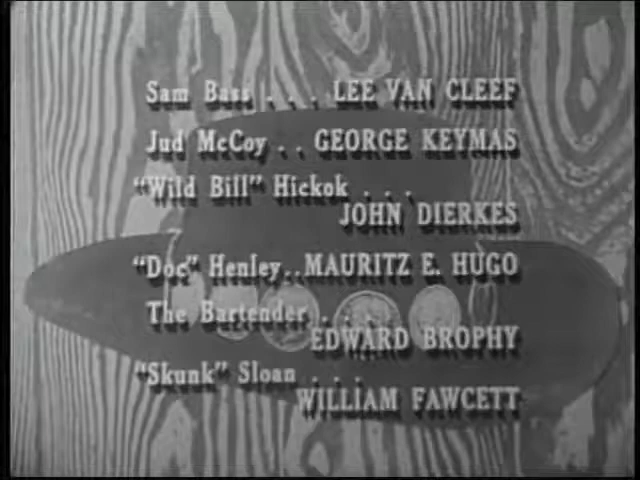 Sam Bass . . . LEE VAN CLEEF
Jud McCoy . . GEORGE KEYMAS
"Wild Bill" Hickok . . .
JOHN DIERKES
"Doc" Henley..MAURITZ E. HUGO
The Bartender . . .
EDWARD BROPHY
"Skunk" Sloan . . .
WILLIAM FAWCETT